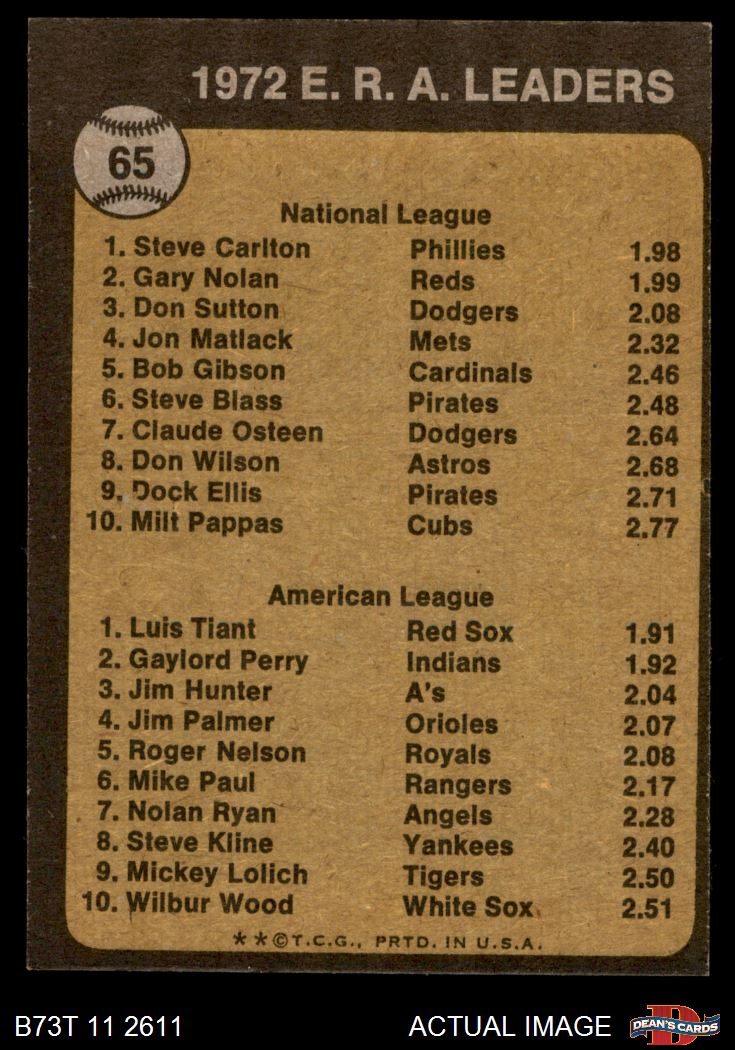 1972 E. R. A. LEADERS
65
National League
1. Steve Carlton Phillies 1.98
2. Gary Nolan Reds 1.99
3. Don Sutton Dodgers 2.08
4. Jon Matlack Mets 2.32
5. Bob Gibson Cardinals 2.46
6. Steve Blass Pirates 2.48
7. Claude Osteen Dodgers 2.64
8. Don Wilson Astros 2.68
9. Dock Ellis Pirates 2.71
10. Milt Pappas Cubs 2.77
American League
1. Luis Tiant Red Sox 1.91
2. Gaylord Perry Indians 1.92
3. Jim Hunter A's 2.04
4. Jim Palmer Orioles 2.07
5. Roger Nelson Royals 2.08
6. Mike Paul Rangers 2.17
7. Nolan Ryan Angels 2.28
8. Steve Kline Yankees 2.40
9. Mickey Lolich Tigers 2.50
10. Wilbur Wood White Sox 2.51
**©T.C.G., PRTD. IN U.S.A.
B73T 11 2611 ACTUAL IMAGE D DEAN'S CARDS